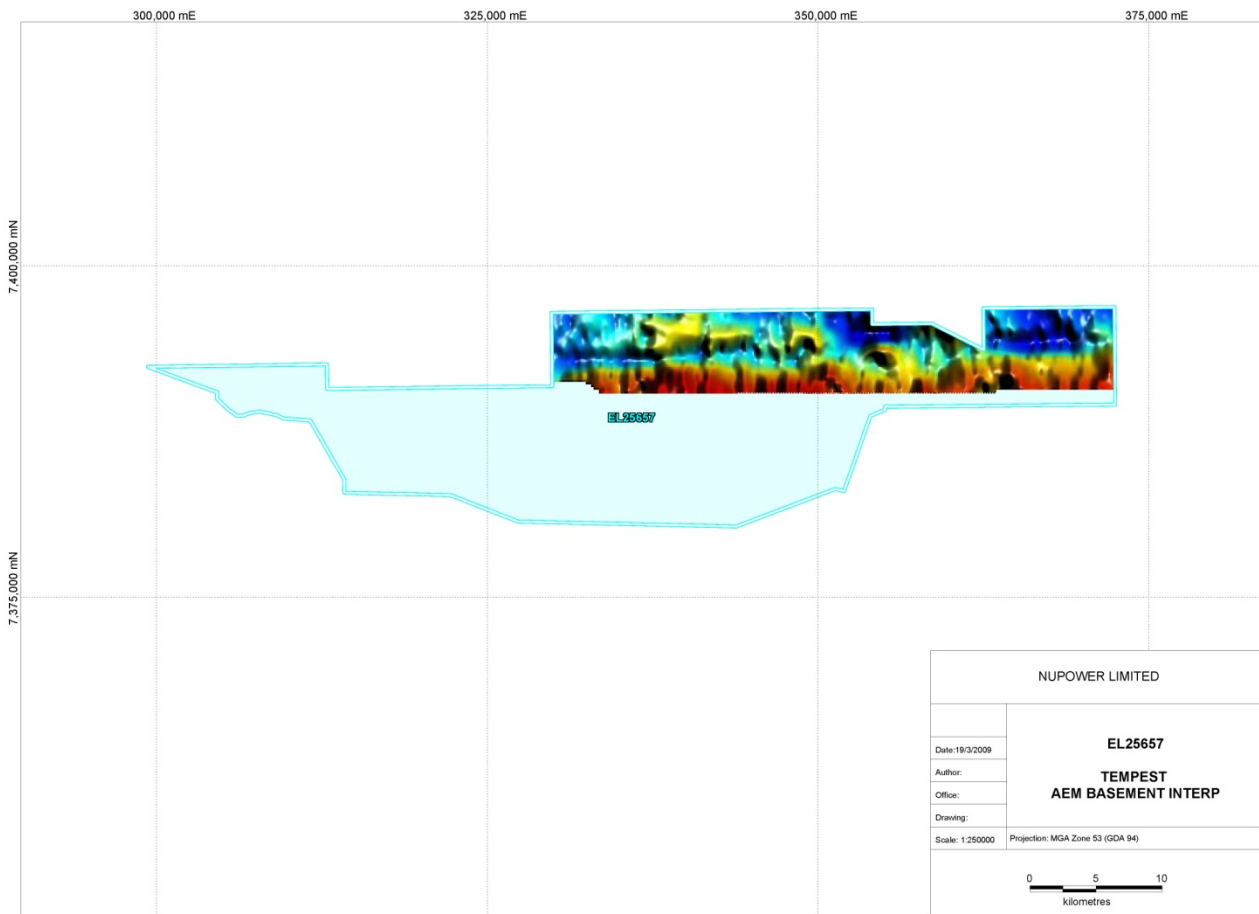 300,000 mE
325,000 mE
350,000 mE
375,000 mE
7,400,000 mN
7,375,000 mN
EL25657
NUPOWER LIMITED
Date:19/3/2009
Author:
Office:
Drawing:
Scale: 1:250000
EL25657
TEMPEST
AEM BASEMENT INTERP
Projection: MGA Zone 53 (GDA 94)
0 5 10
kilometres